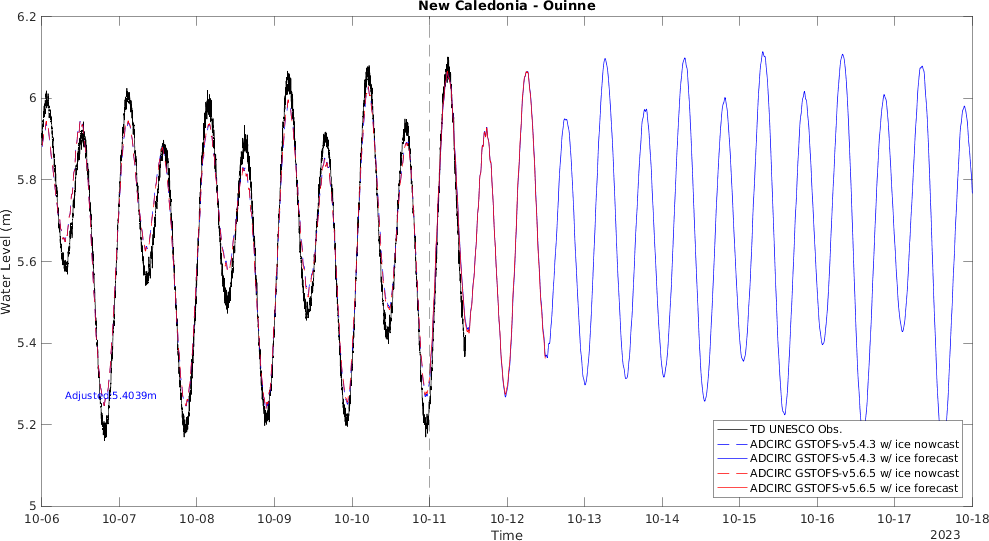 New Caledonia - Ouinne
6.2
6
5.8
5.6
5.4
5.2
5
Water Level (m)
Adjusted:5.4039m
TD UNESCO Obs.
ADCIRC GSTOFS-v5.4.3 w/ ice nowcast
ADCIRC GSTOFS-v5.4.3 w/ ice forecast
ADCIRC GSTOFS-v5.6.5 w/ ice nowcast
ADCIRC GSTOFS-v5.6.5 w/ ice forecast
10-06 10-07 10-08 10-09 10-10 10-11 10-12 10-13 10-14 10-15 10-16 10-17 10-18
Time
2023